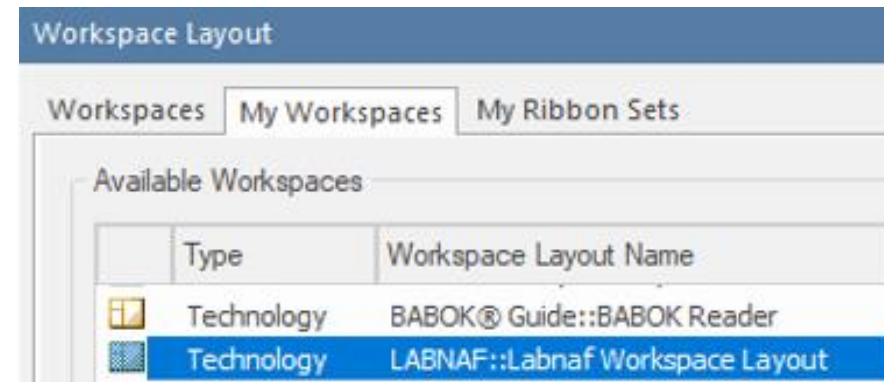 Workspace Layout
Workspaces My Workspaces My Ribbon Sets
Available Workspaces
Type Workspace Layout Name
Technology BABOK® Guide::BABOK Reader
Technology LABNAF::Labnaf Workspace Layout